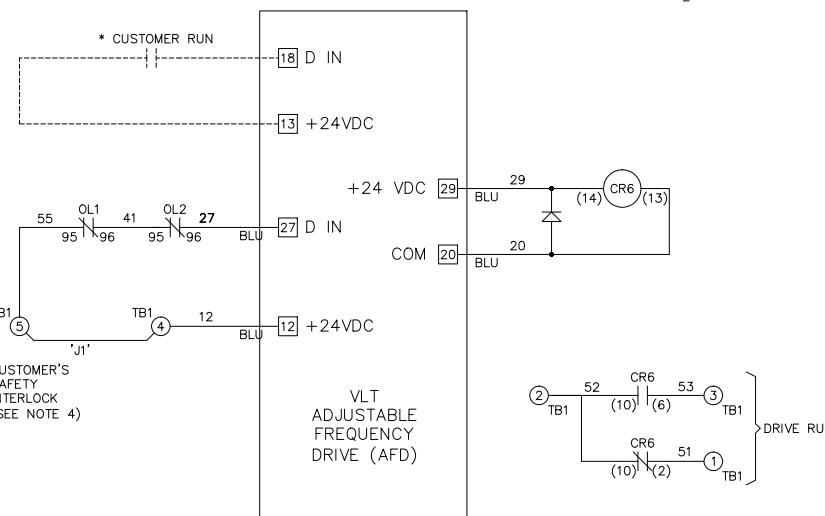 * CUSTOMER RUN
18 D IN
13 +24VDC
+24 VDC 29
29
BLU
CR6
(14)
(13)
OL1
OL2
55
41
27
95
96
95
96
BLU
27 D IN
COM 20
20
BLU
B1
5
TB1
4
12
BLU
12 +24VDC
'J1'
USTOMER'S
AFETY
NTERLOCK
SEE NOTE 4)
VLT
ADJUSTABLE
FREQUENCY
DRIVE (AFD)
2
TB1
52
CR6
(10)
(6)
53
3
TB1
DRIVE RU
CR6
(10)
(2)
51
1
TB1